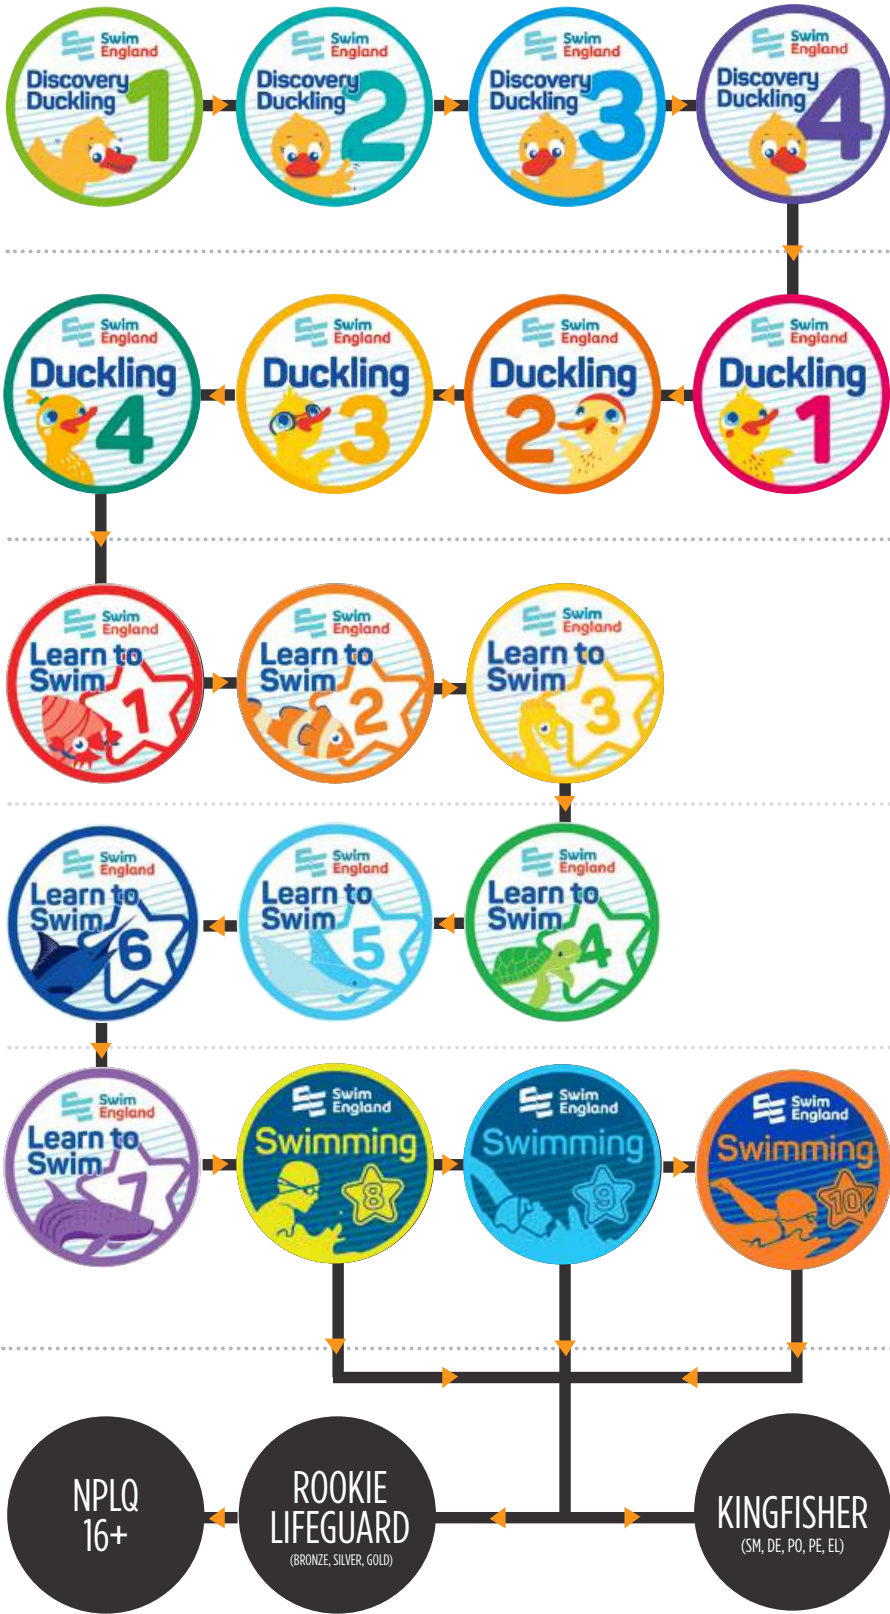 Swim
England
Discovery
Duckling
1
Swim
England
Discovery
Duckling
2
Swim
England
Discovery
Duckling
3
Swim
England
Discovery
Duckling
4
Swim
England
Duckling
4
Swim
England
Duckling
3
Swim
England
Duckling
2
Swim
England
Duckling
1
Swim
England
Learn to
Swim
1
Swim
England
Learn to
Swim
2
Swim
England
Learn to
Swim
3
Swim
England
Learn to
Swim
6
Swim
England
Learn to
Swim
5
Swim
England
Learn to
Swim
4
Swim
England
Learn to
Swim
7
Swim
England
Swimming
8
Swim
England
Swimming
9
Swim
England
Swimming
10
NPLQ
16+
ROOKIE
LIFEGUARD
(BRONZE, SILVER, GOLD)
KINGFISHER
(SM, DE, PO, PE, EL)